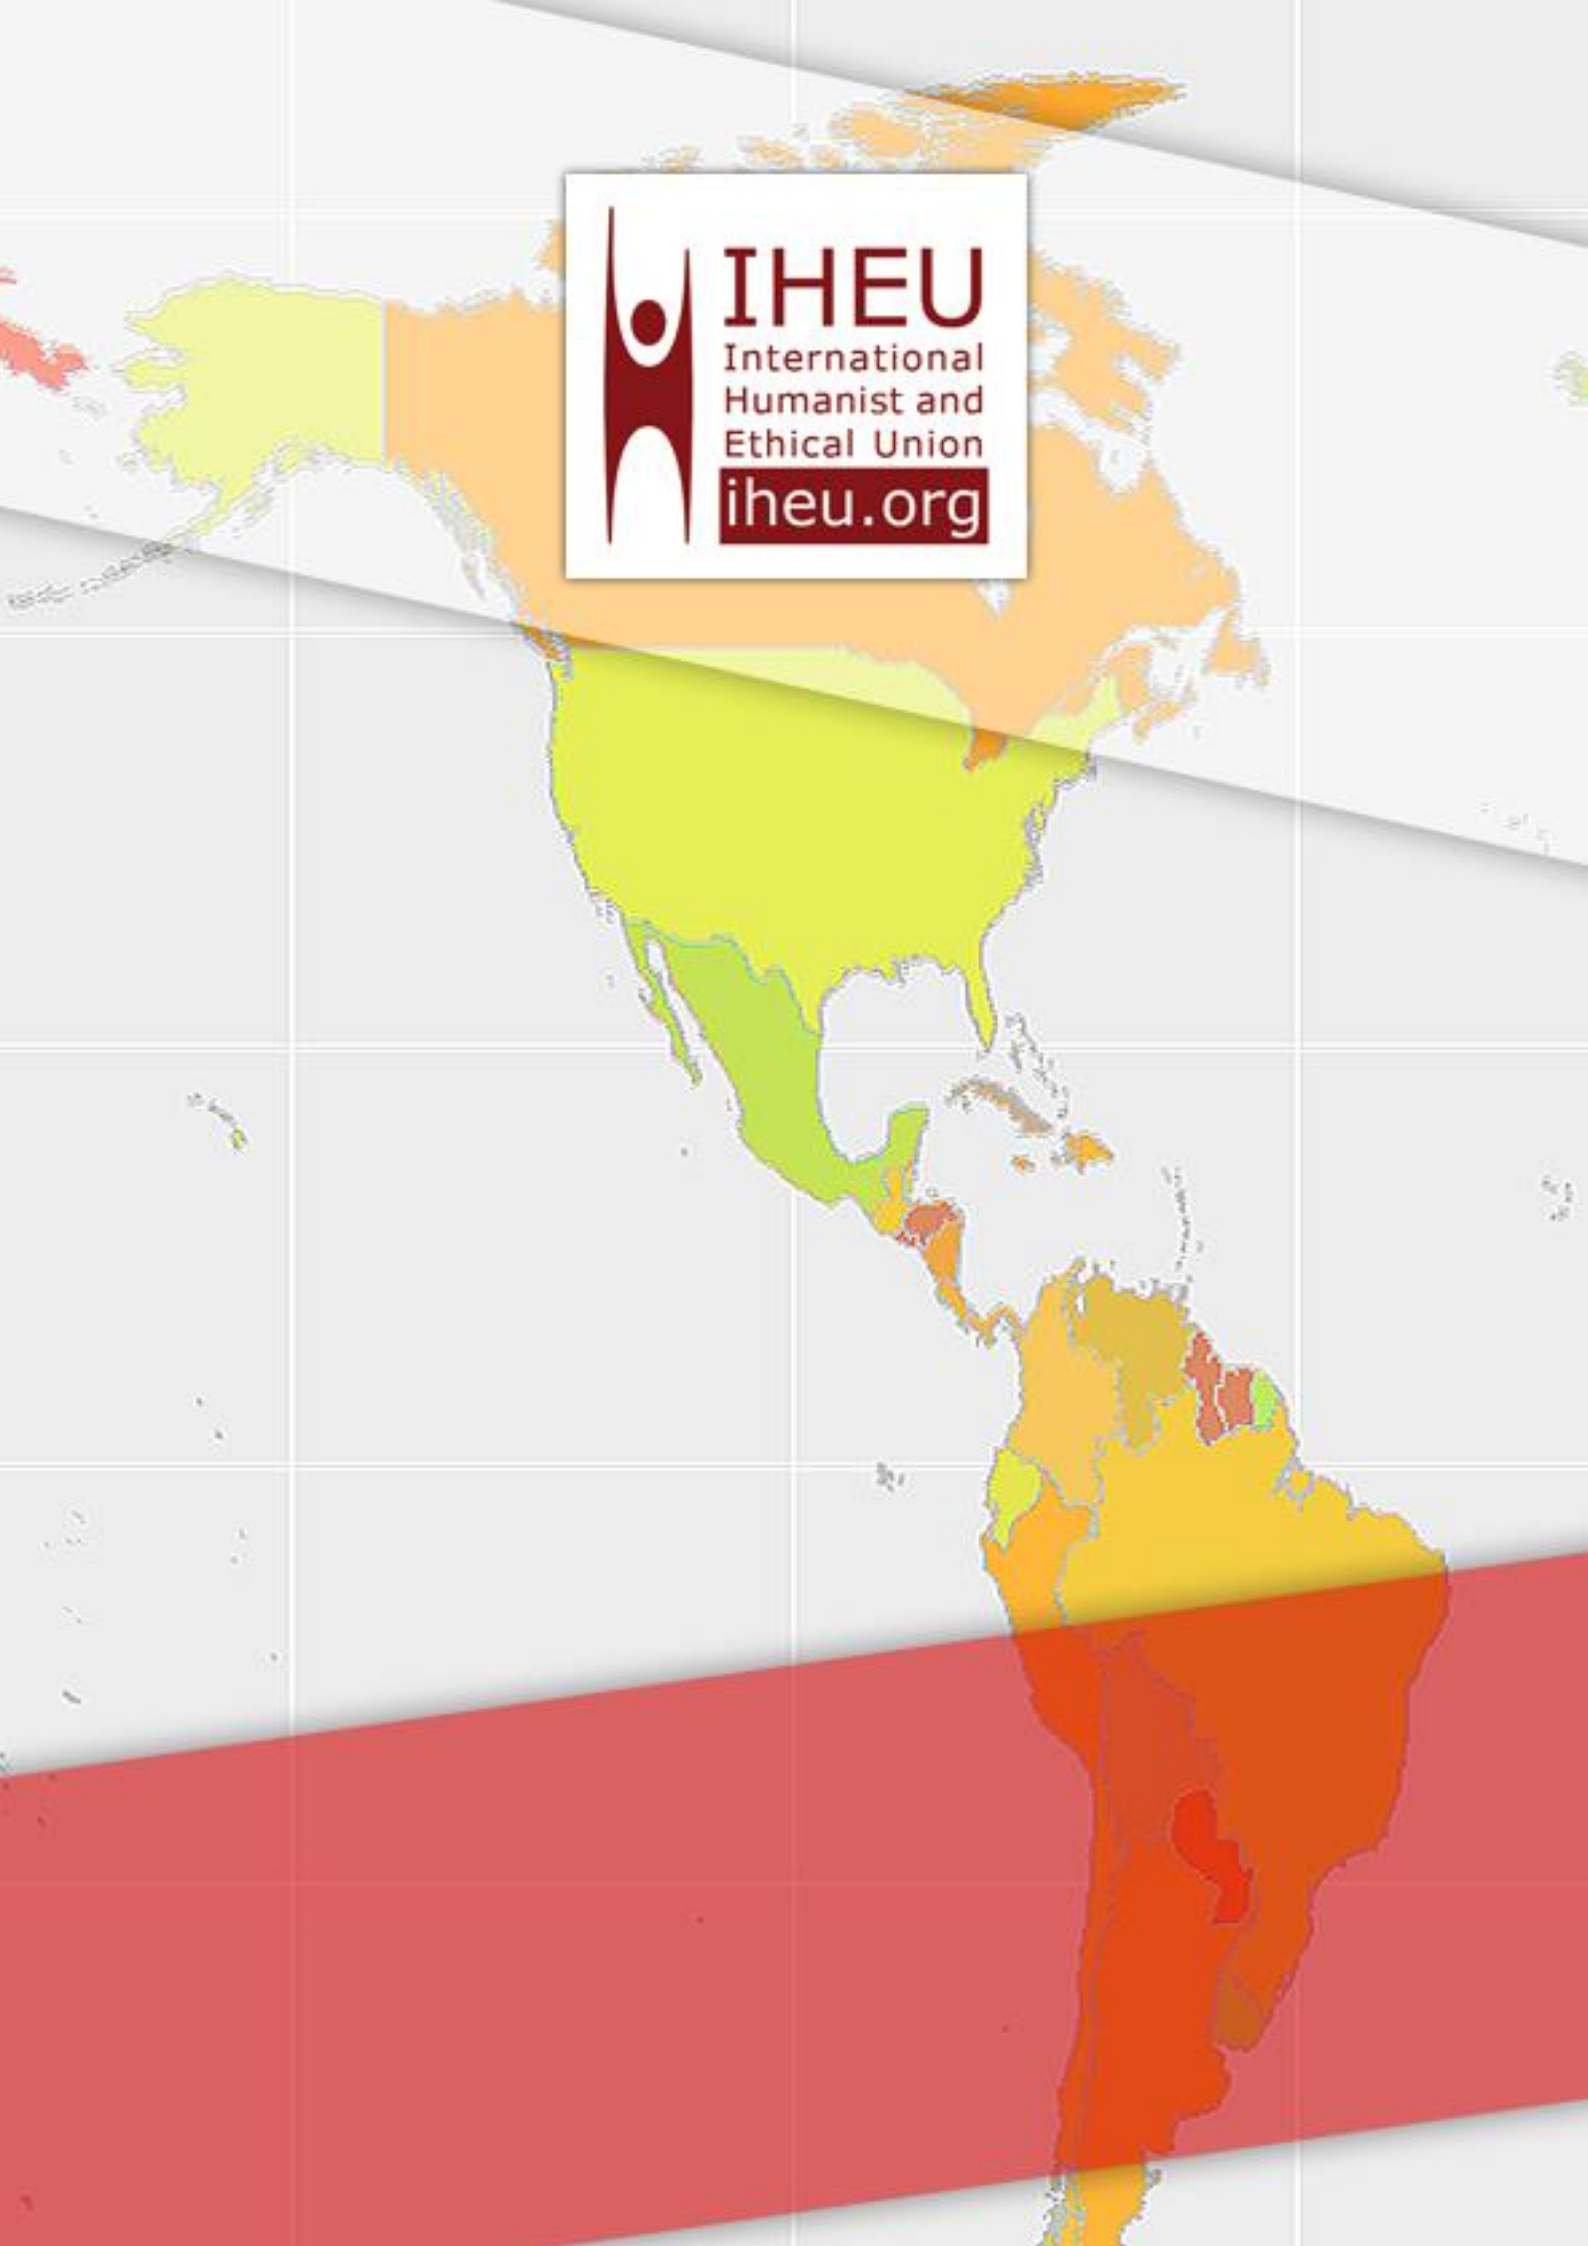 IHEU
International
Humanist and
Ethical Union
iheu.org